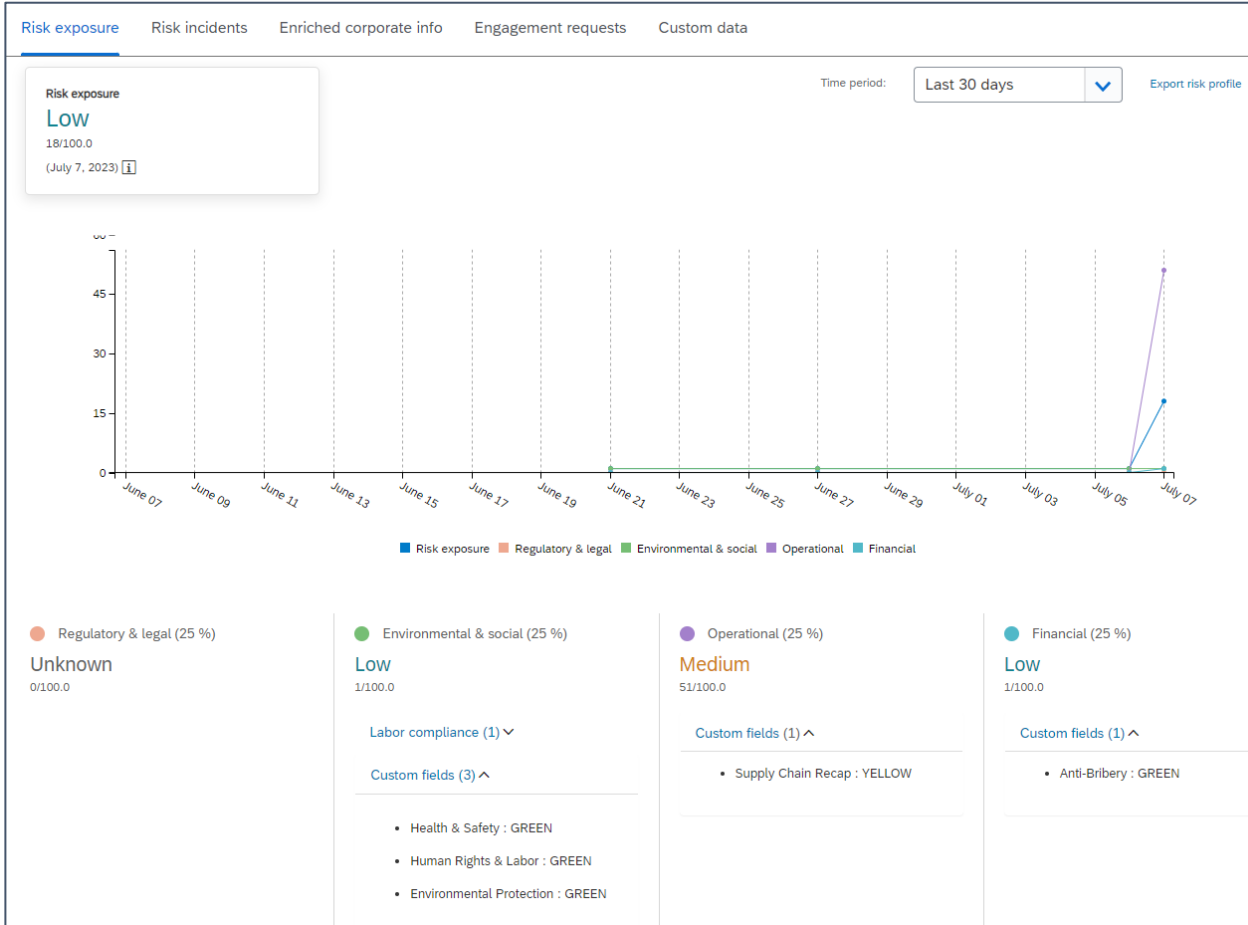 Risk exposure Risk incidents Enriched corporate info Engagement requests Custom data
Risk exposure
Low
18/100.0
(July 7, 2023) i
Time period: Last 30 days Export risk profile
60
45
30
15
0
June 07 June 09 June 11 June 13 June 15 June 17 June 19 June 21 June 23 June 25 June 27 June 29 July 01 July 03 July 05 July 07
Risk exposure Regulatory & legal Environmental & social Operational Financial
Regulatory & legal (25 %)
Unknown
0/100.0
Environmental & social (25 %)
Low
1/100.0
Labor compliance (1)
Custom fields (3)
• Health & Safety : GREEN
• Human Rights & Labor : GREEN
• Environmental Protection : GREEN
Operational (25 %)
Medium
51/100.0
Custom fields (1)
• Supply Chain Recap : YELLOW
Financial (25 %)
Low
1/100.0
Custom fields (1)
• Anti-Bribery : GREEN